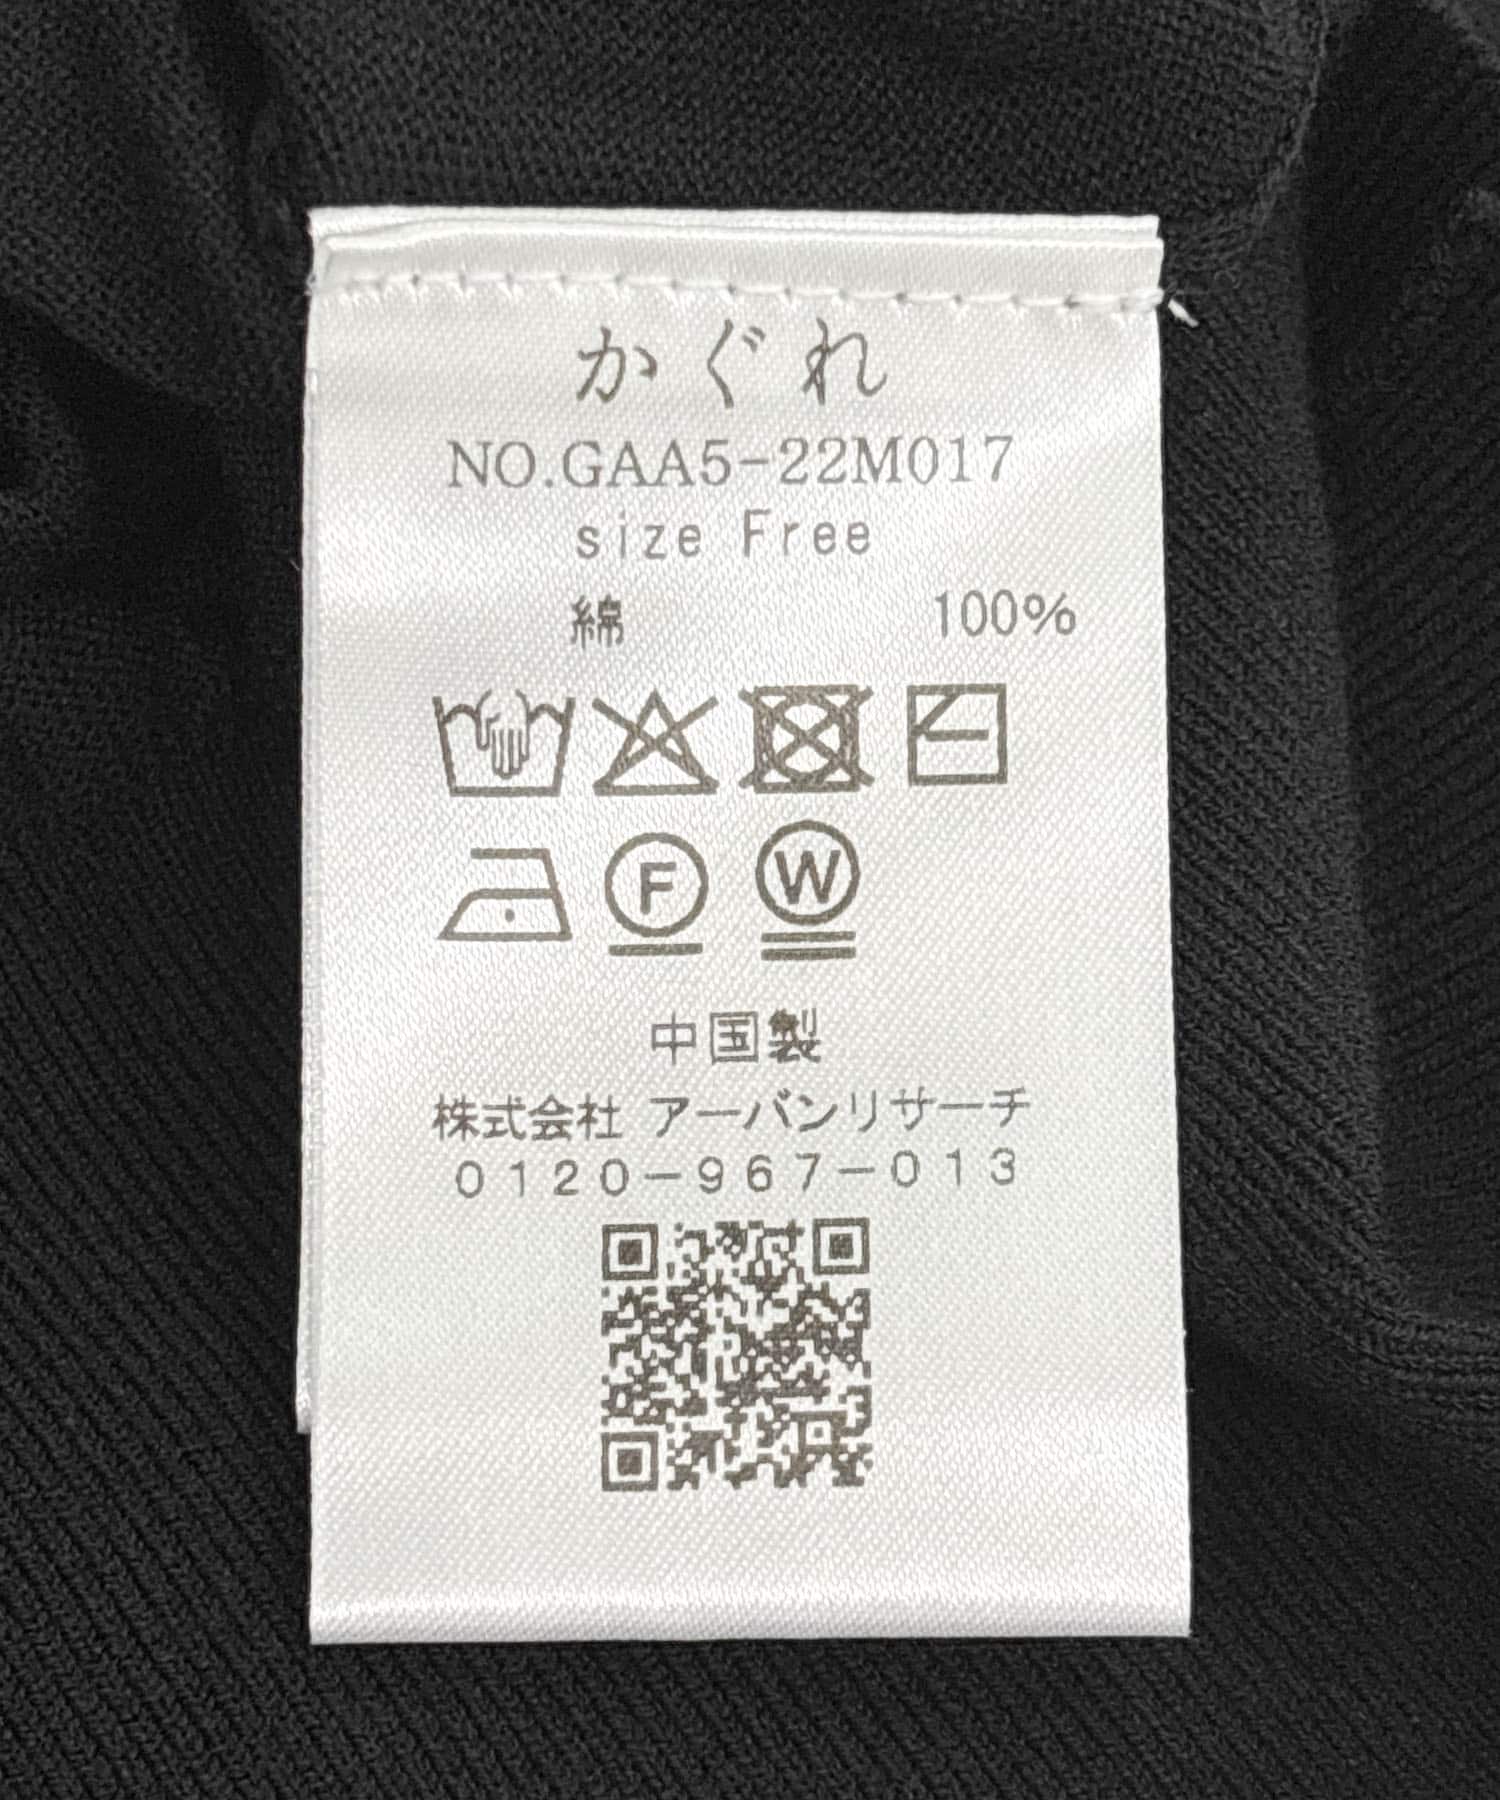 かぐれ
NO.GAA5-22M017
size Free
綿 100%
F W
中国製
株式会社 アーバンリサーチ
0120-967-013